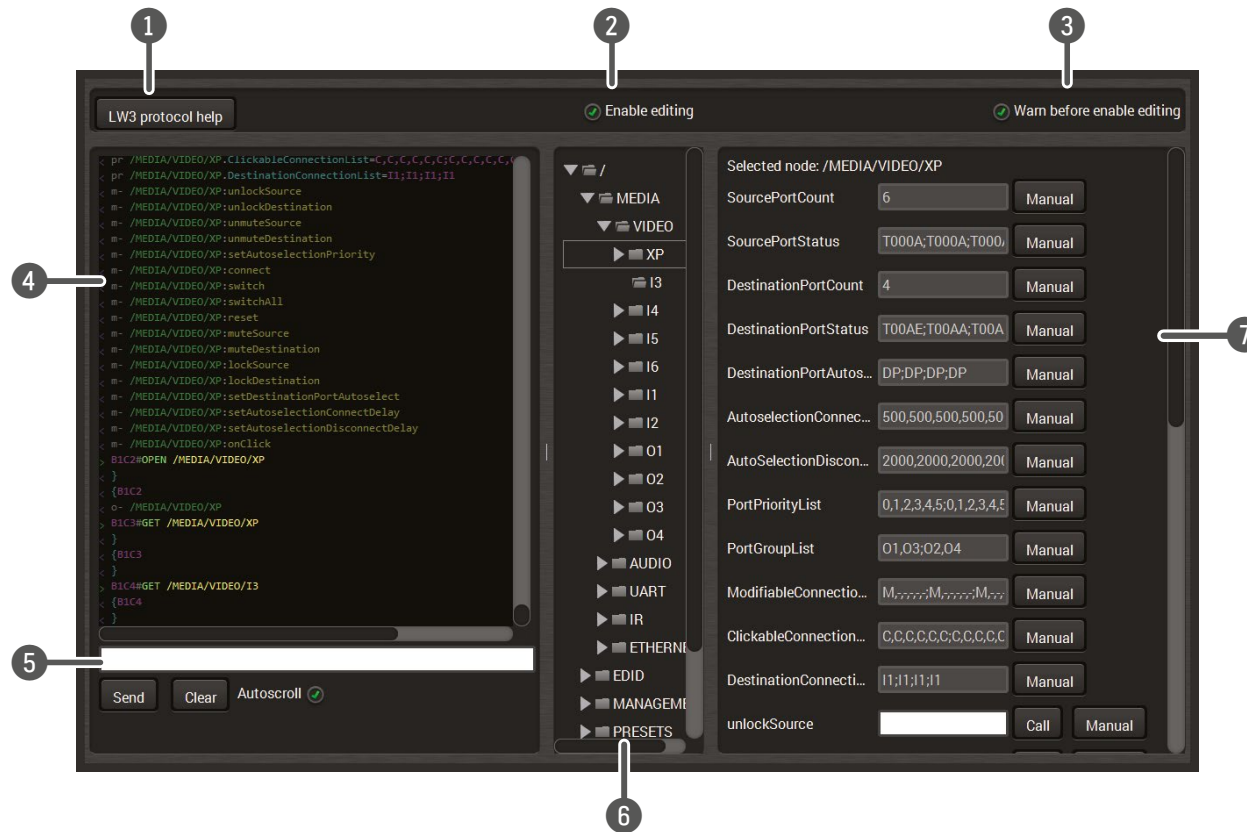 1
2
3
LW3 protocol help
Enable editing
Warn before enable editing
4
< pr /MEDIA/VIDEO/XP.ClickableConnectionList=C,C,C,C,C,C;C,C,C,C,C,
< pr /MEDIA/VIDEO/XP.DestinationConnectionList=I1;I1;I1;I1
< m- /MEDIA/VIDEO/XP:unlockSource
< m- /MEDIA/VIDEO/XP:unlockDestination
< m- /MEDIA/VIDEO/XP:unmuteSource
< m- /MEDIA/VIDEO/XP:unmuteDestination
< m- /MEDIA/VIDEO/XP:setAutoselectionPriority
< m- /MEDIA/VIDEO/XP:connect
< m- /MEDIA/VIDEO/XP:switch
< m- /MEDIA/VIDEO/XP:switchAll
< m- /MEDIA/VIDEO/XP:reset
< m- /MEDIA/VIDEO/XP:muteSource
< m- /MEDIA/VIDEO/XP:muteDestination
< m- /MEDIA/VIDEO/XP:lockSource
< m- /MEDIA/VIDEO/XP:lockDestination
< m- /MEDIA/VIDEO/XP:setDestinationPortAutoselect
< m- /MEDIA/VIDEO/XP:setAutoselectionConnectDelay
< m- /MEDIA/VIDEO/XP:setAutoselectionDisconnectDelay
< m- /MEDIA/VIDEO/XP:onClick
> B1C2#OPEN /MEDIA/VIDEO/XP
< }
< {B1C2
< o- /MEDIA/VIDEO/XP
> B1C3#GET /MEDIA/VIDEO/XP
< }
< {B1C3
< }
> B1C4#GET /MEDIA/VIDEO/I3
< {B1C4
< }
5
Send
Clear
Autoscroll
/
MEDIA
VIDEO
XP
I3
I4
I5
I6
I1
I2
O1
O2
O3
O4
AUDIO
UART
IR
ETHERNE
EDID
MANAGEME
PRESETS
6
Selected node: /MEDIA/VIDEO/XP
SourcePortCount 6 Manual
SourcePortStatus T000A;T000A;T000 Manual
DestinationPortCount 4 Manual
DestinationPortStatus T00AE;T00AA;T00A Manual
DestinationPortAutos... DP;DP;DP;DP Manual
AutoselectionConnec... 500,500,500,500,50 Manual
AutoSelectionDiscon... 2000,2000,2000,200 Manual
PortPriorityList 0,1,2,3,4,5;0,1,2,3,4,5 Manual
PortGroupList O1,O3;O2,O4 Manual
ModifiableConnectio... M,-,-,-,-,-;M,-,-,-,-,-;M,-,- Manual
ClickableConnection... C,C,C,C,C,C;C,C,C,C,C Manual
DestinationConnecti... I1;I1;I1;I1 Manual
unlockSource Call Manual
7